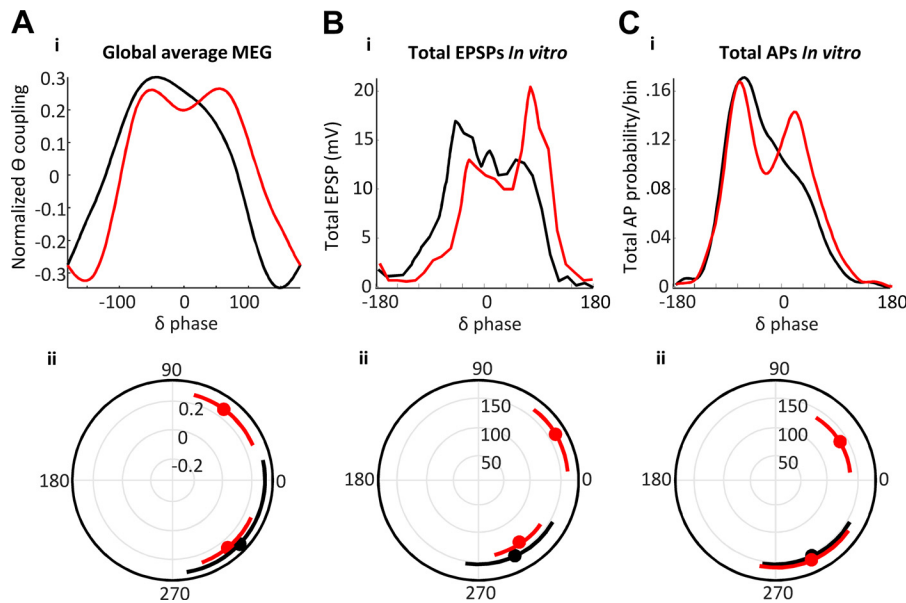 A
i
Global average MEG
Normalized Θ coupling
0.3
0.2
0.1
0
-0.1
-0.2
-0.3
-100
0
100
δ phase
ii
90
180
0
270
0.2
0
-0.2
B
i
Total EPSPs In vitro
Total EPSP (mV)
20
15
10
5
0
-180
0
180
δ phase
ii
90
180
0
270
150
100
50
C
i
Total APs In vitro
Total AP probability/bin
.16
.12
.08
.04
0
-180
0
180
δ phase
ii
90
180
0
270
150
100
50